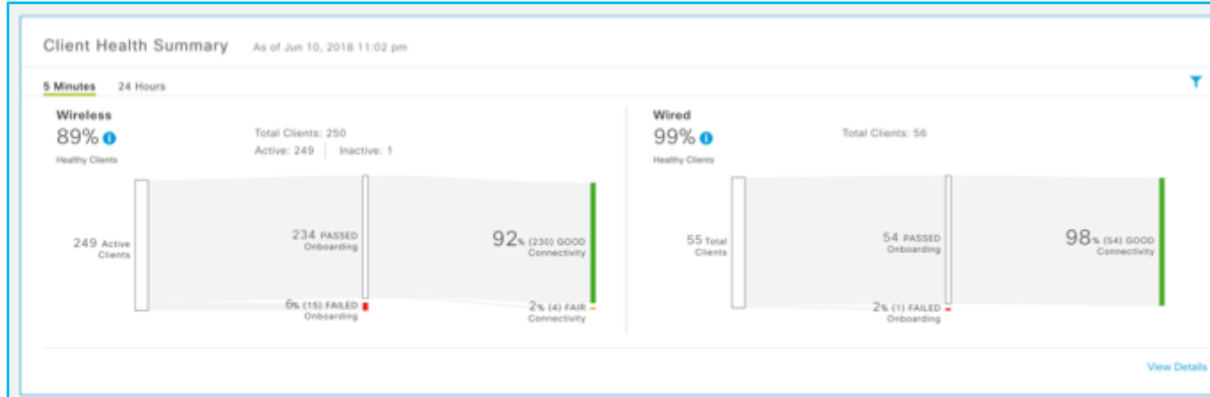 Client Health Summary As of Jun 10, 2018 11:02 pm
5 Minutes 24 Hours
Wireless
89%
Healthy Clients
Total Clients: 250
Active: 249 Inactive: 1
249 Active
Clients
234 PASSED
Onboarding
6% (15) FAILED
Onboarding
92% (230) GOOD
Connectivity
2% (4) FAIR
Connectivity
Wired
99%
Healthy Clients
Total Clients: 56
55 Total
Clients
54 PASSED
Onboarding
2% (1) FAILED
Onboarding
98% (54) GOOD
Connectivity
View Details